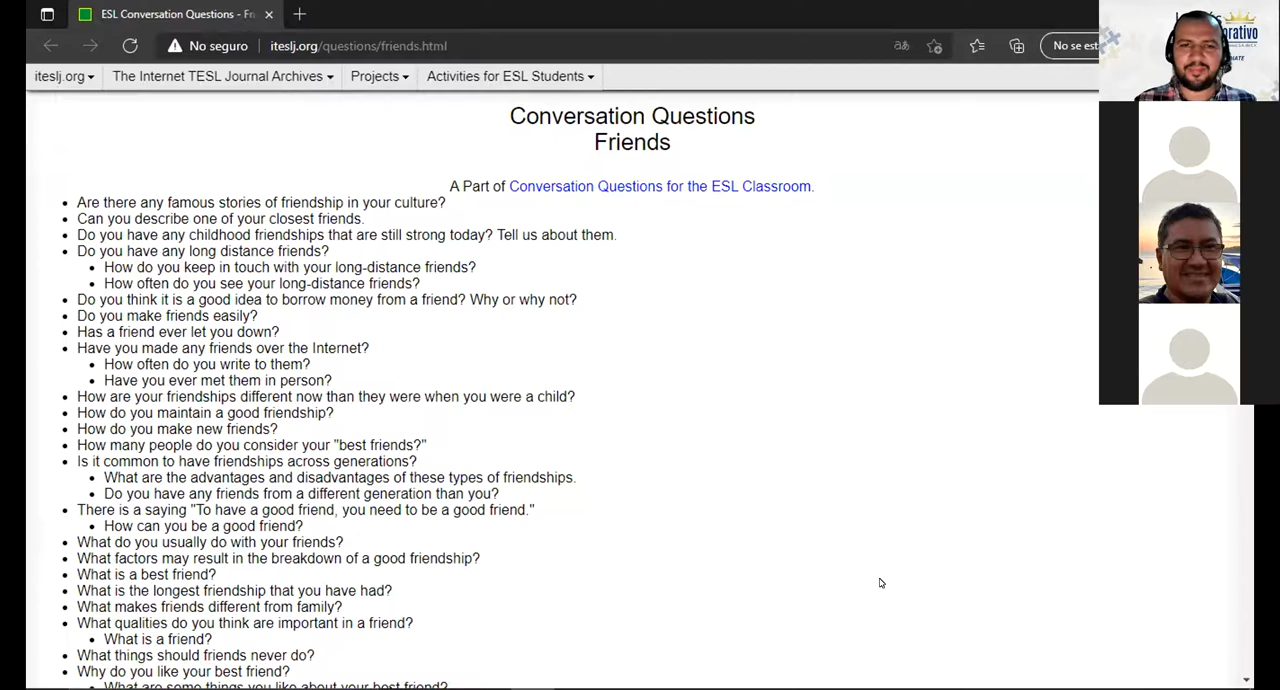 ESL Conversation Questions - Fr
No seguro
iteslj.org/questions/friends.html
No se est
iteslj.org
The Internet TESL Journal Archives
Projects
Activities for ESL Students
Conversation Questions
Friends
A Part of Conversation Questions for the ESL Classroom.
Are there any famous stories of friendship in your culture?
Can you describe one of your closest friends.
Do you have any childhood friendships that are still strong today? Tell us about them.
Do you have any long distance friends?
How do you keep in touch with your long-distance friends?
How often do you see your long-distance friends?
Do you think it is a good idea to borrow money from a friend? Why or why not?
Do you make friends easily?
Has a friend ever let you down?
Have you made any friends over the Internet?
How often do you write to them?
Have you ever met them in person?
How are your friendships different now than they were when you were a child?
How do you maintain a good friendship?
How do you make new friends?
How many people do you consider your "best friends?"
Is it common to have friendships across generations?
What are the advantages and disadvantages of these types of friendships.
Do you have any friends from a different generation than you?
There is a saying "To have a good friend, you need to be a good friend."
How can you be a good friend?
What do you usually do with your friends?
What factors may result in the breakdown of a good friendship?
What is a best friend?
What is the longest friendship that you have had?
What makes friends different from family?
What qualities do you think are important in a friend?
What is a friend?
What things should friends never do?
Why do you like your best friend?
What are some things you like about your best friend?